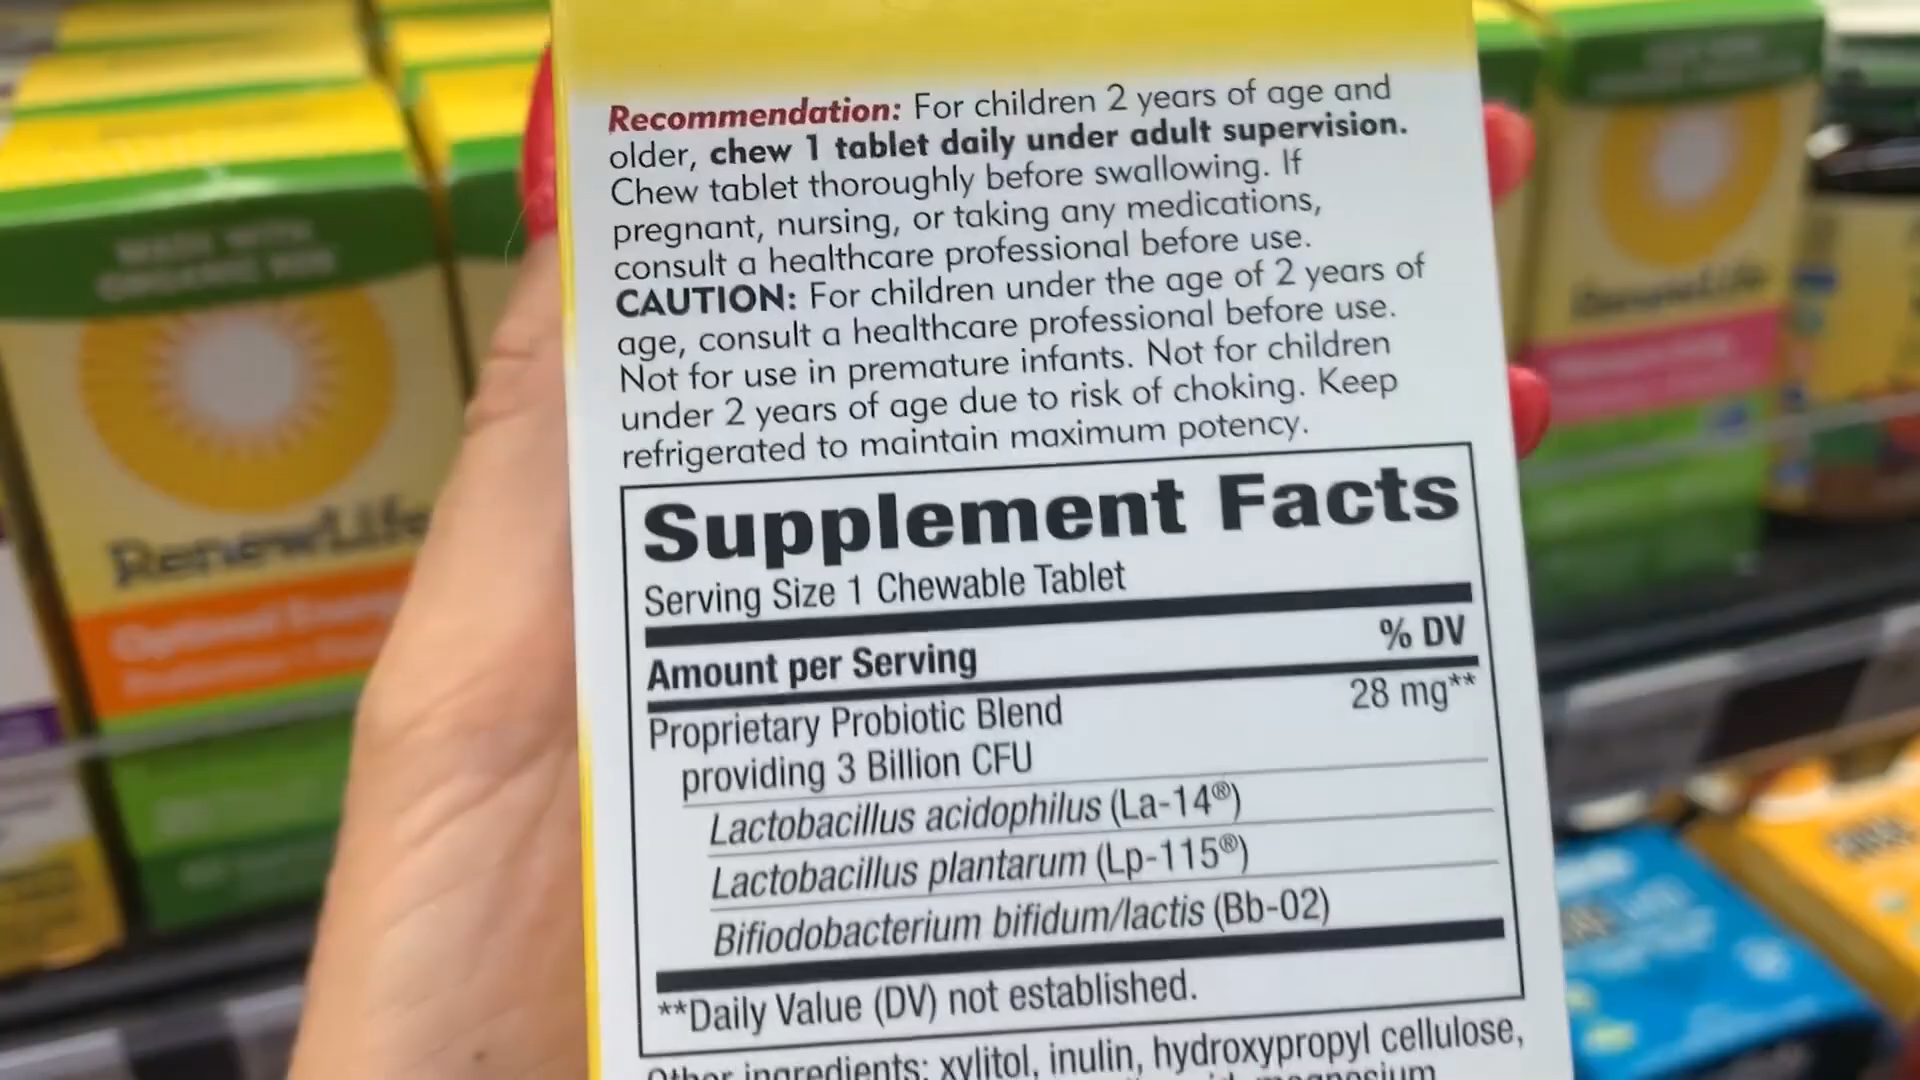 Recommendation: For children 2 years of age and
older, chew 1 tablet daily under adult supervision.
Chew tablet thoroughly before swallowing. If
pregnant, nursing, or taking any medications,
consult a healthcare professional before use.
CAUTION: For children under the age of 2 years of
age, consult a healthcare professional before use.
Not for use in premature infants. Not for children
under 2 years of age due to risk of choking. Keep
refrigerated to maintain maximum potency.
Supplement Facts
Serving Size 1 Chewable Tablet
% DV
Amount per Serving
Proprietary Probiotic Blend 28 mg**
providing 3 Billion CFU
Lactobacillus acidophilus (La-14®)
Lactobacillus plantarum (Lp-115®)
Bifiodobacterium bifidum/lactis (Bb-02)
**Daily Value (DV) not established.
Other ingredients: xylitol, inulin, hydroxypropyl cellulose,
magnesium
MADE WITH
RenewLife
RenewLife